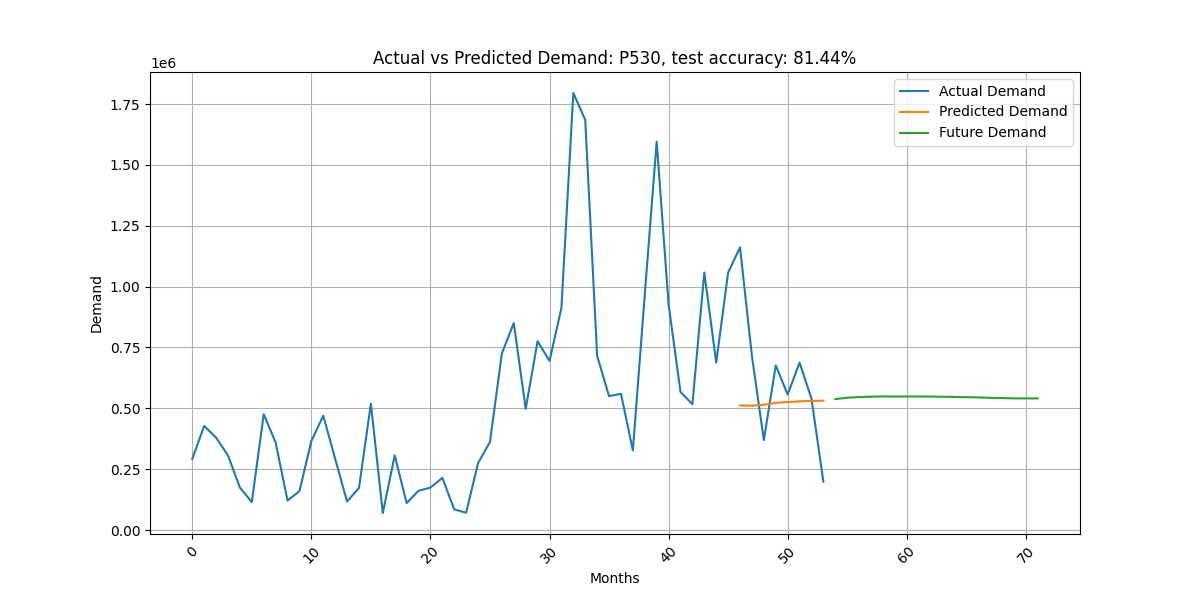 Actual vs Predicted Demand: P530, test accuracy: 81.44%
1e6
Actual Demand
Predicted Demand
Future Demand
1.75
1.50
1.25
1.00
0.75
0.50
0.25
0.00
Demand
0 10 20 30 40 50 60 70
Months